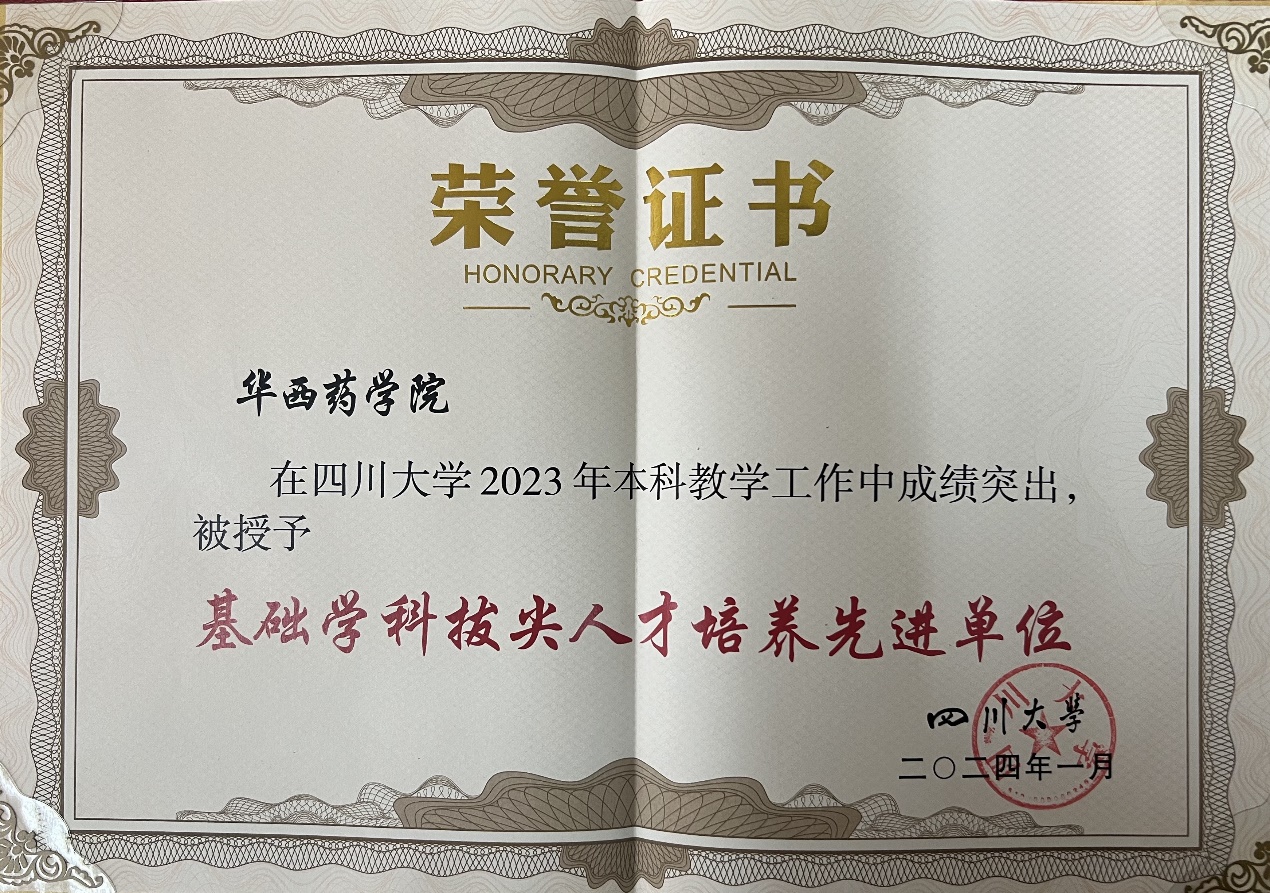 荣誉证书
HONORARY CREDENTIAL
华西药学院
在四川大学2023年本科教学工作中成绩突出，
被授予
基础学科拔尖人才培养先进单位
四川大學
二〇二四年一月